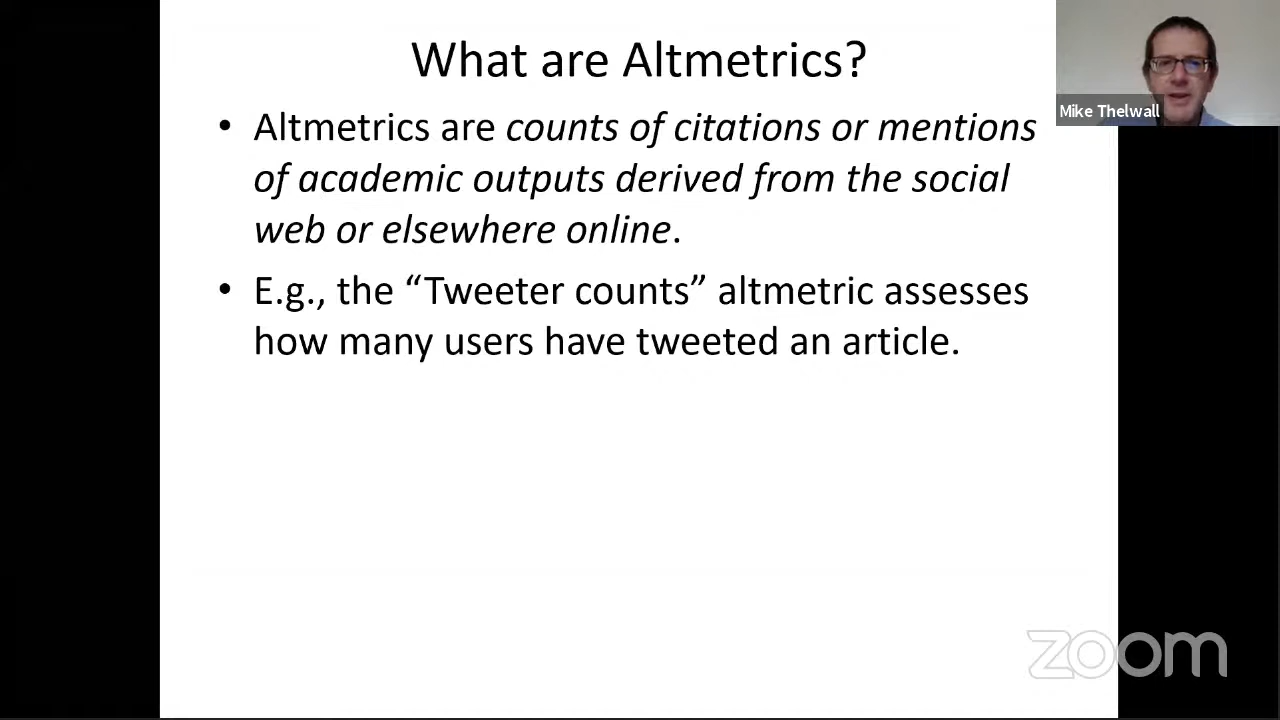 What are Altmetrics?
• Altmetrics are counts of citations or mentions
of academic outputs derived from the social
web or elsewhere online.
• E.g., the “Tweeter counts” altmetric assesses
how many users have tweeted an article.
Mike Thelwall
zoom